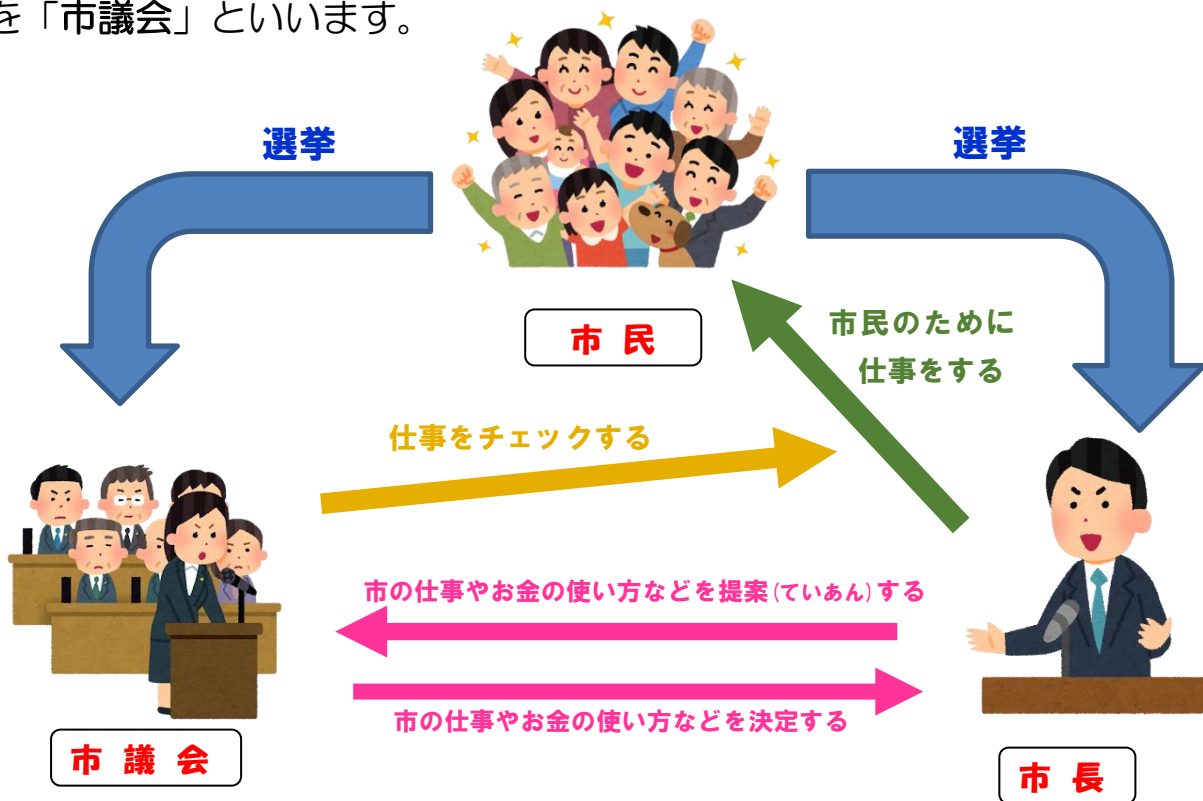 を「市議会」といいます。
選挙
選挙
市民
市民のために
仕事をする
仕事をチェックする
市の仕事やお金の使い方などを提案(ていあん)する
市の仕事やお金の使い方などを決定する
市議会
市長